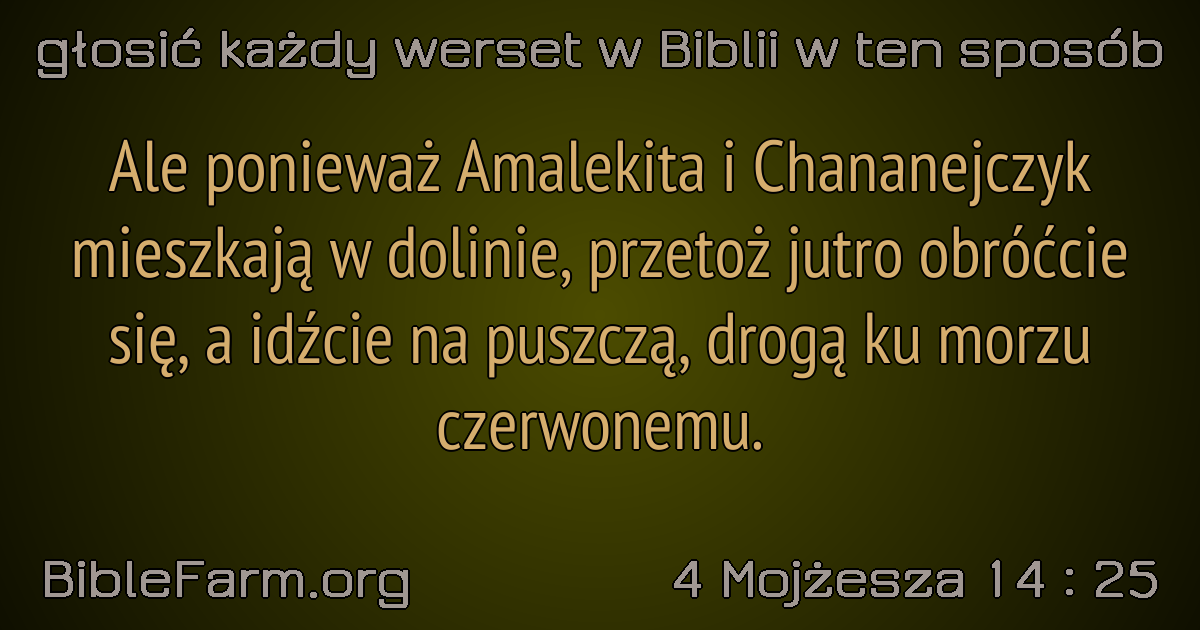 głosić każdy werset w Biblii w ten sposób
Ale ponieważ Amalekita i Chananejczyk
mieszkają w dolinie, przetoż jutro obróćcie
się, a idźcie na puszczą, drogą ku morzu
czerwonemu.
BibleFarm.org
4 Mojżesza 14 : 25